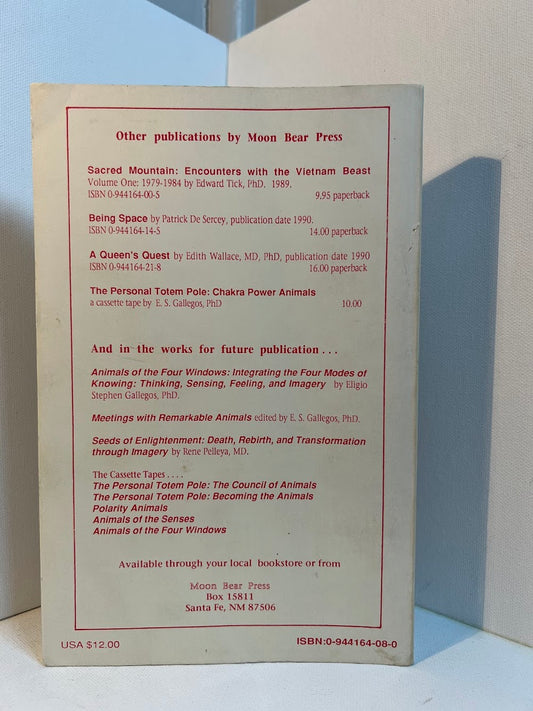 Other publications by Moon Bear Press
Sacred Mountain: Encounters with the Vietnam Beast
Volume One: 1979-1984 by Edward Tick, PhD. 1989.
ISBN 0-944164-00-5 9.95 paperback
Being Space by Patrick De Sercey, publication date 1990.
ISBN 0-944164-14-5 14.00 paperback
A Queen's Quest by Edith Wallace, MD, PhD, publication date 1990
ISBN 0-944164-21-8 16.00 paperback
The Personal Totem Pole: Chakra Power Animals
a cassette tape by E. S. Gallegos, PhD 10.00
And in the works for future publication . . .
Animals of the Four Windows: Integrating the Four Modes of
Knowing: Thinking, Sensing, Feeling, and Imagery by Eligio
Stephen Gallegos, PhD.
Meetings with Remarkable Animals edited by E. S. Gallegos, PhD.
Seeds of Enlightenment: Death, Rebirth, and Transformation
through Imagery by Rene Pelleya, MD.
The Cassette Tapes . . . .
The Personal Totem Pole: The Council of Animals
The Personal Totem Pole: Becoming the Animals
Polarity Animals
Animals of the Senses
Animals of the Four Windows
Available through your local bookstore or from
Moon Bear Press
Box 15811
Santa Fe, NM 87506
USA $12.00 ISBN:0-944164-08-0